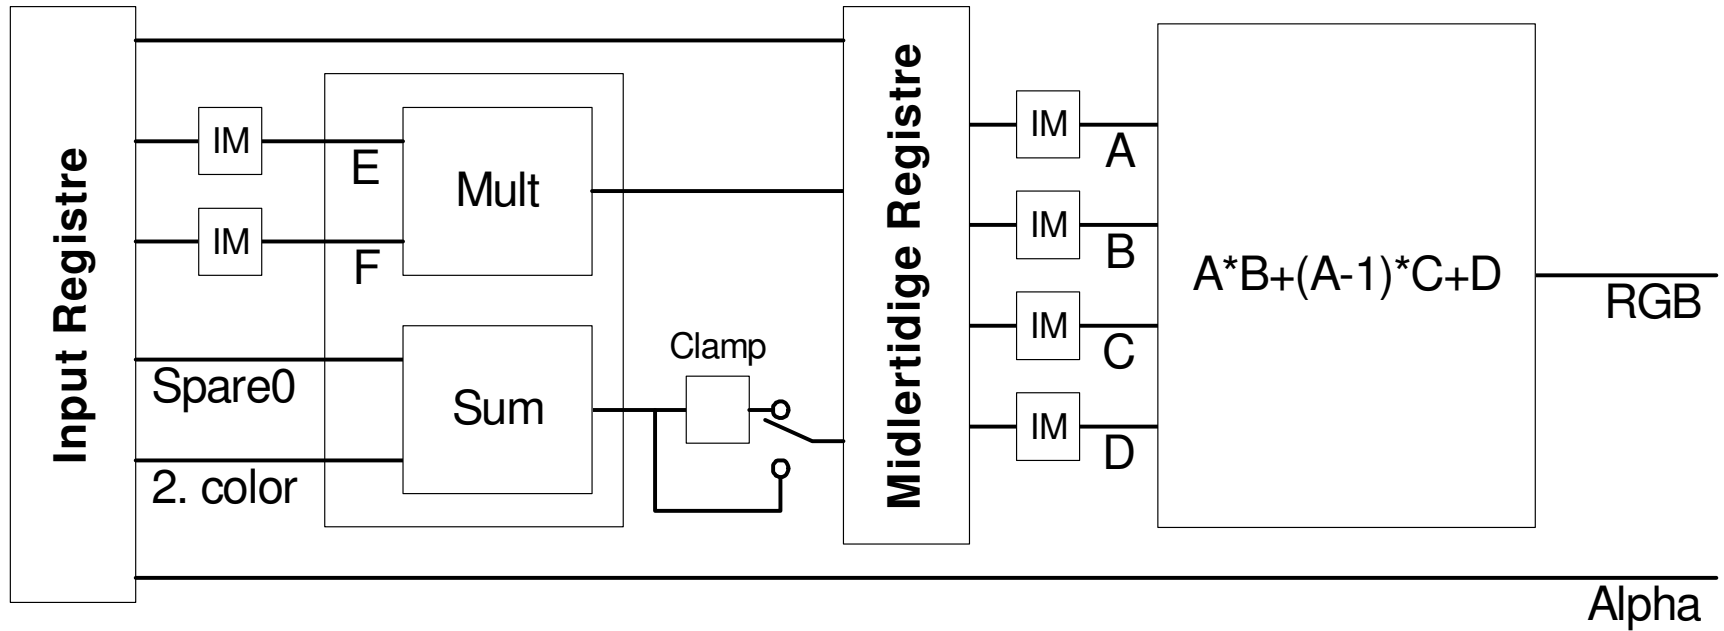 Input Registre
IM
E
IM
F
Mult
Spare0
2. color
Sum
Clamp
Midlertidige Registre
IM
A
IM
B
IM
C
IM
D
A*B+(A-1)*C+D
RGB
Alpha